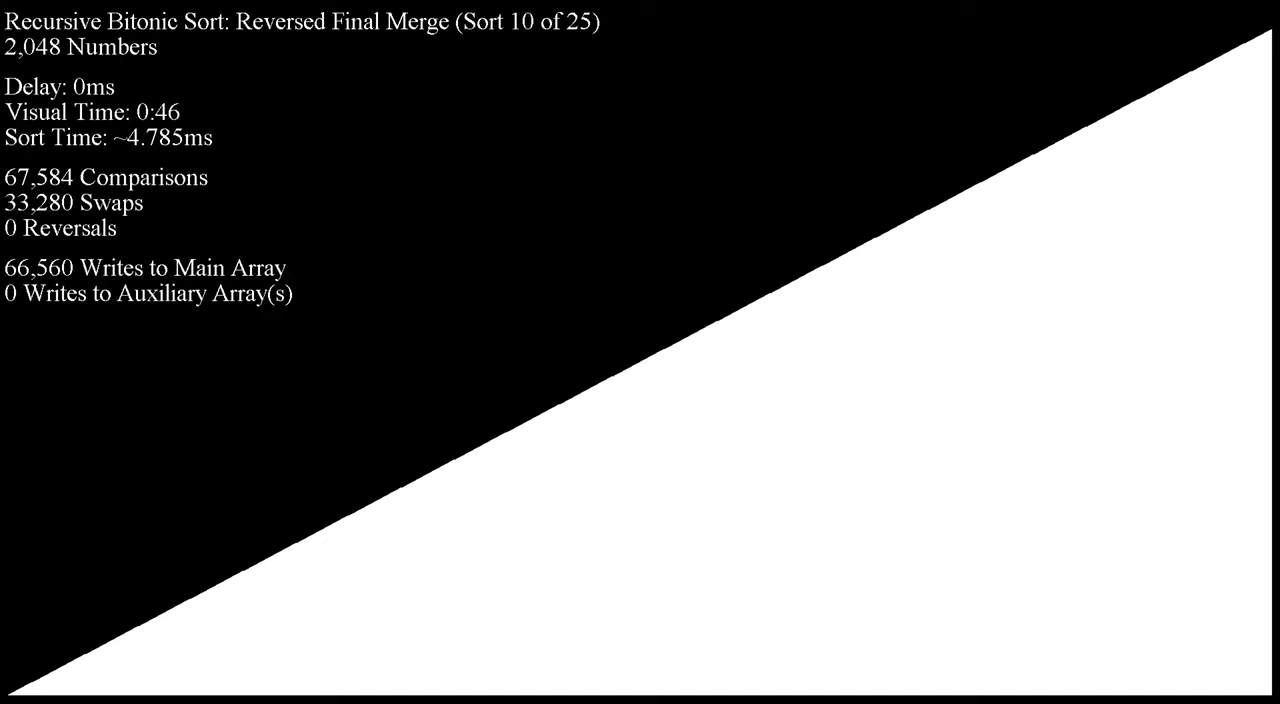 Recursive Bitonic Sort: Reversed Final Merge (Sort 10 of 25)
2,048 Numbers
Delay: 0ms
Visual Time: 0:46
Sort Time: ~4.785ms
67,584 Comparisons
33,280 Swaps
0 Reversals
66,560 Writes to Main Array
0 Writes to Auxiliary Array(s)